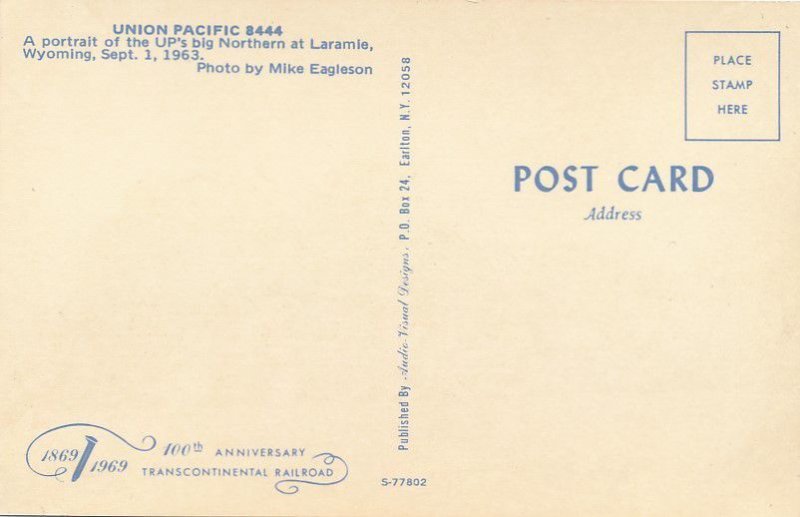 UNION PACIFIC 8444
A portrait of the UP's big Northern at Laramie,
Wyoming, Sept. 1, 1963.
Photo by Mike Eagleson
Published By Audio-Visual Designs, P.O. Box 24, Earlton, N.Y. 12058
PLACE
STAMP
HERE
POST CARD
Address
1869 1969
100th ANNIVERSARY
TRANSCONTINENTAL RAILROAD
S-77802